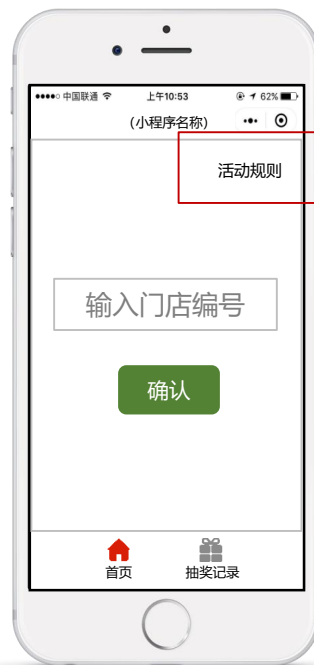 中国联通 上午10:53 62%
(小程序名称)
活动规则
输入门店编号
确认
首页 抽奖记录